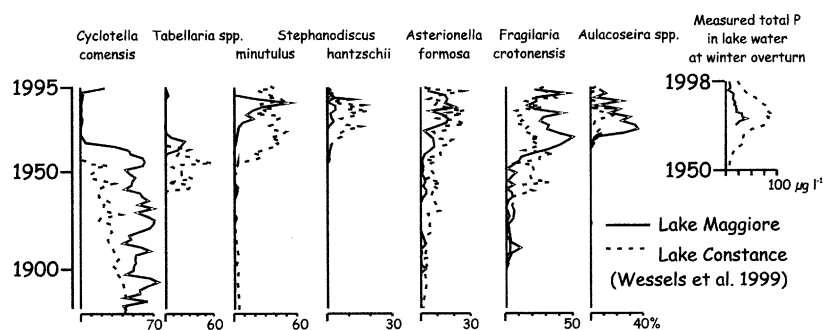 Cyclotella
comensis
Tabellaria spp.
Stephanodiscus
minutulus hantzschii
Asterionella
formosa
Fragilaria
crotonensis
Aulacoseira spp.
Measured total P
in lake water
at winter overturn
1995
1950
1900
1998
1950
100 µg l⁻¹
Lake Maggiore
Lake Constance
(Wessels et al. 1999)
70
60
60
30
30
50
40%